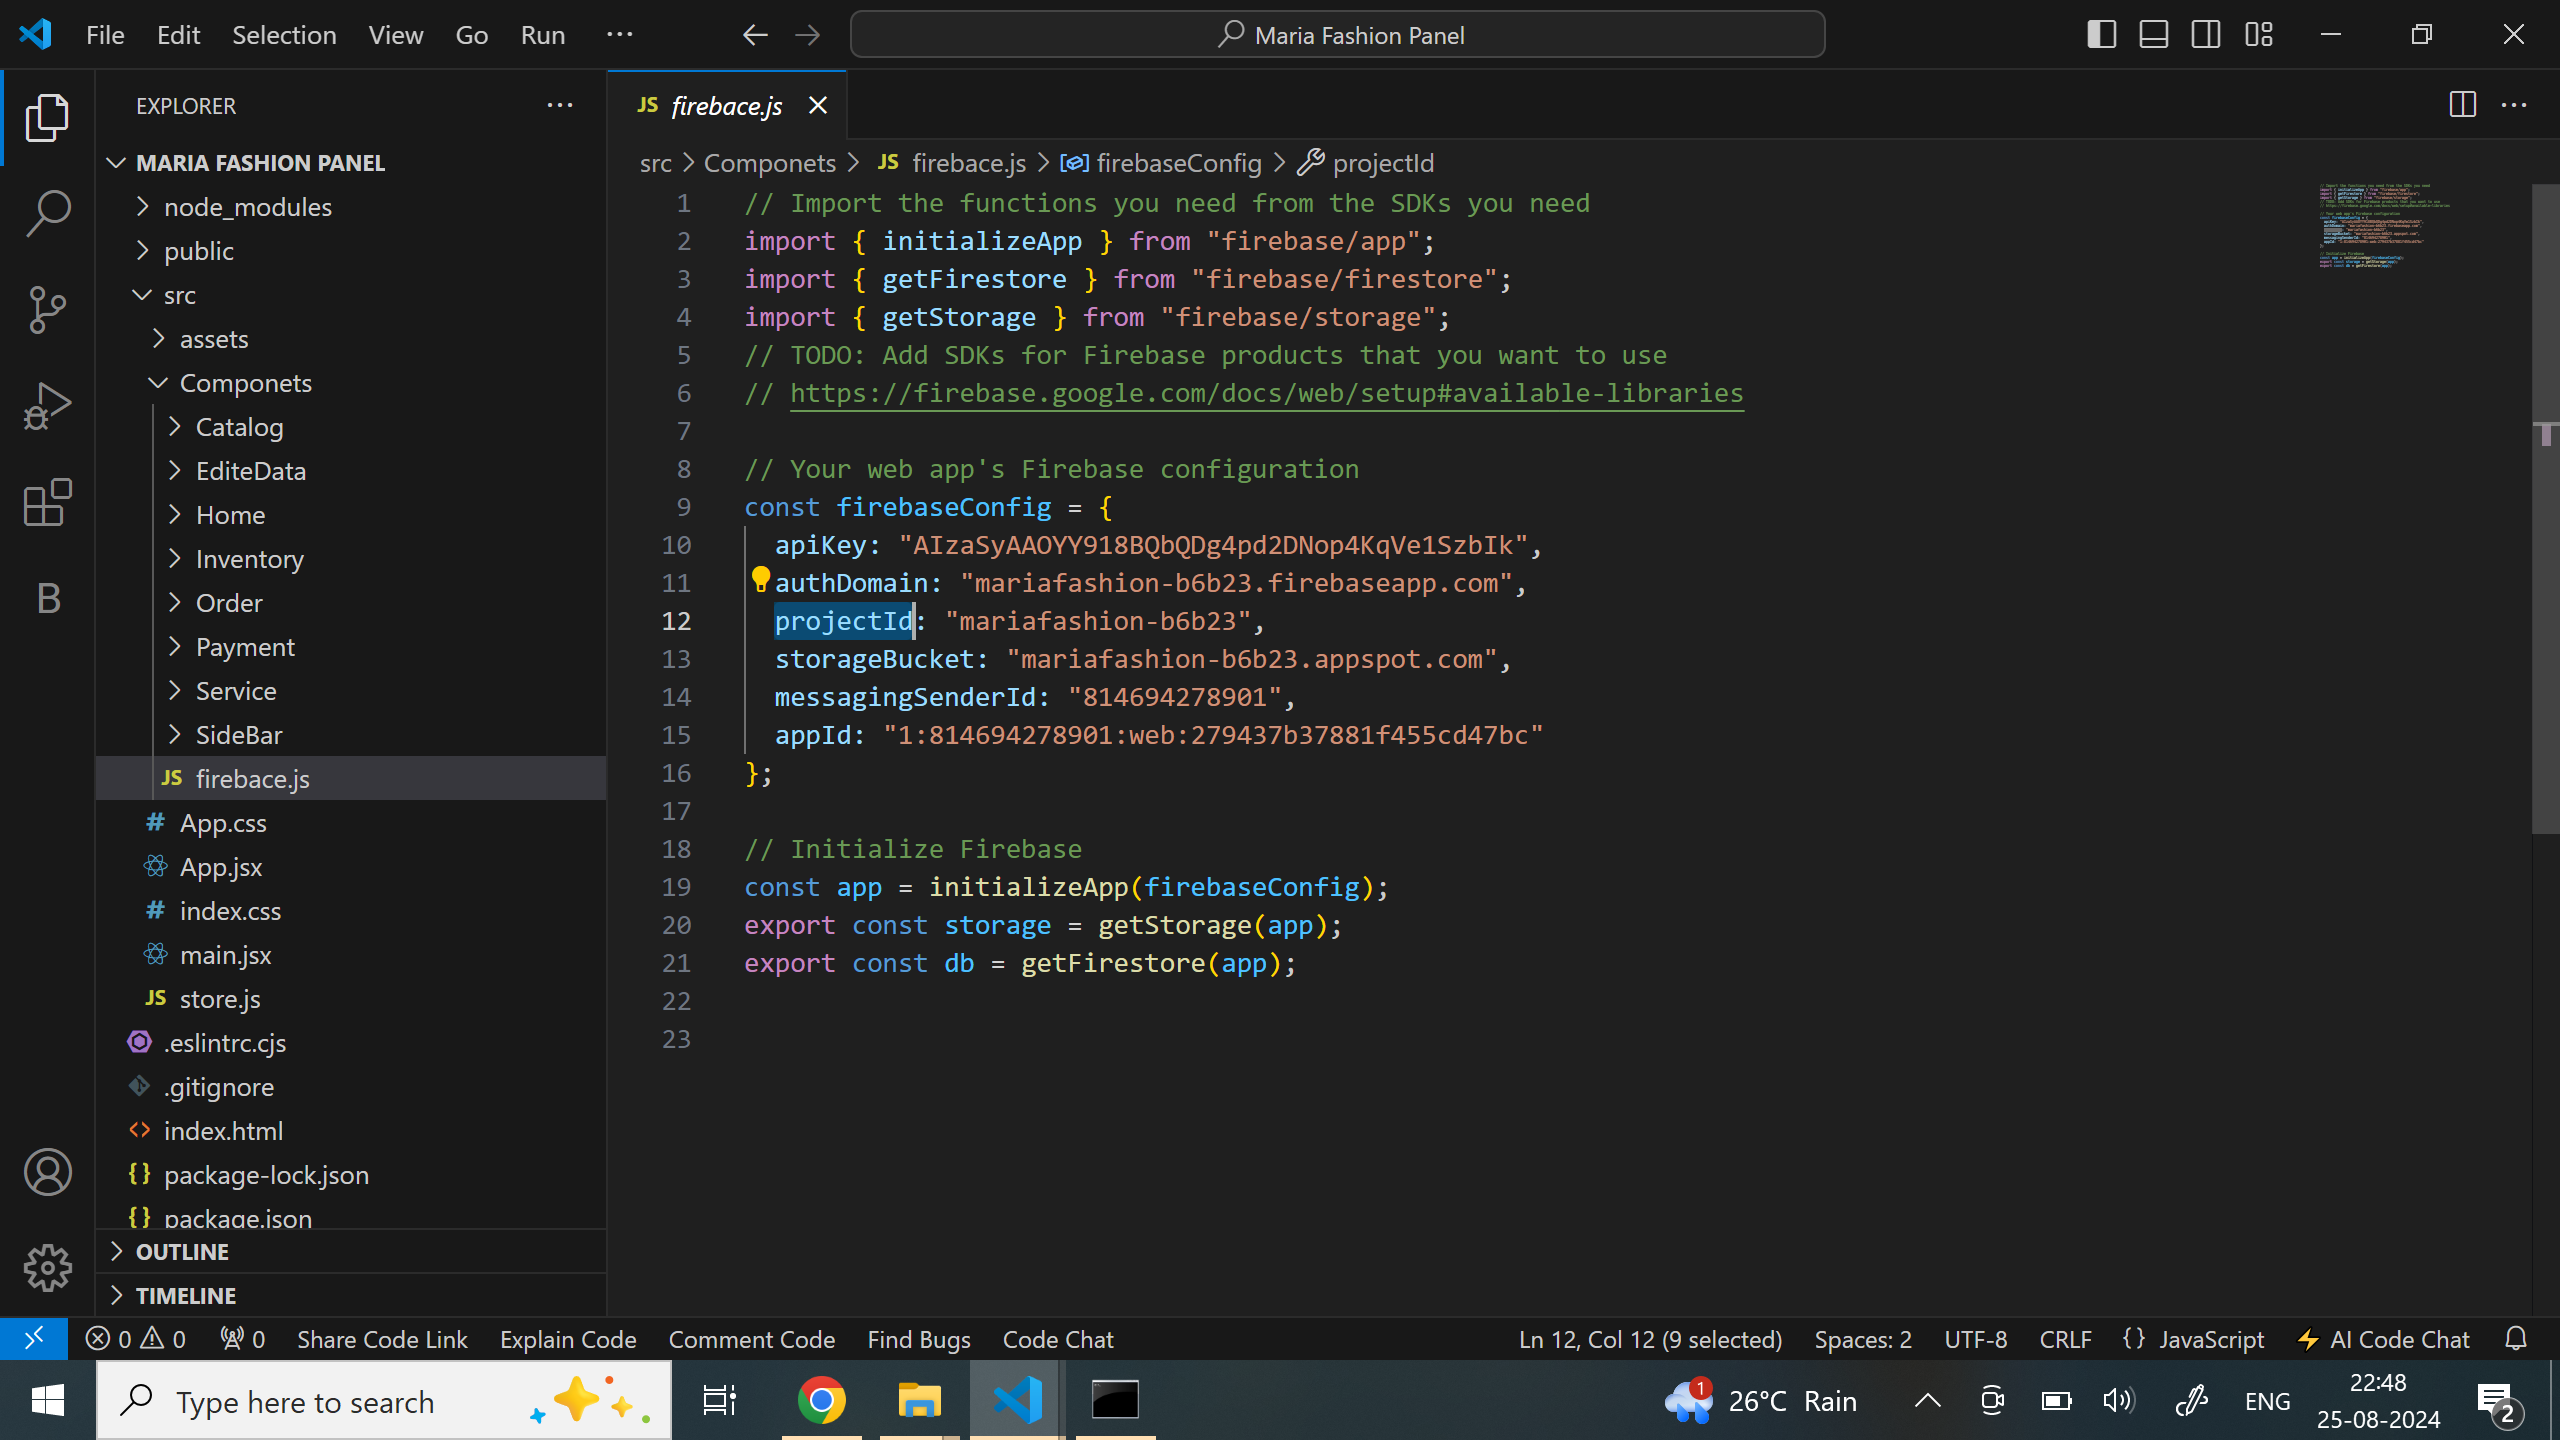 File Edit Selection View Go Run ···
Maria Fashion Panel
EXPLORER
MARIA FASHION PANEL
node_modules
public
src
assets
Componets
Catalog
EditeData
Home
Inventory
Order
Payment
Service
SideBar
JS firebace.js
# App.css
App.jsx
# index.css
main.jsx
JS store.js
.eslintrc.cjs
.gitignore
<> index.html
{} package-lock.json
{} package.json
OUTLINE
TIMELINE
B
JS firebace.js
src > Componets > JS firebace.js > firebaseConfig > projectId
1 // Import the functions you need from the SDKs you need
2 import { initializeApp } from "firebase/app";
3 import { getFirestore } from "firebase/firestore";
4 import { getStorage } from "firebase/storage";
5 // TODO: Add SDKs for Firebase products that you want to use
6 // https://firebase.google.com/docs/web/setup#available-libraries
7
8 // Your web app's Firebase configuration
9 const firebaseConfig = {
10 apiKey: "AIzaSyAAOYY918BQbQDg4pd2DNop4KqVe1SzbIk",
11 authDomain: "mariafashion-b6b23.firebaseapp.com",
12 projectId: "mariafashion-b6b23",
13 storageBucket: "mariafashion-b6b23.appspot.com",
14 messagingSenderId: "814694278901",
15 appId: "1:814694278901:web:279437b37881f455cd47bc"
16 };
17
18 // Initialize Firebase
19 const app = initializeApp(firebaseConfig);
20 export const storage = getStorage(app);
21 export const db = getFirestore(app);
22
23
0 0 0 Share Code Link Explain Code Comment Code Find Bugs Code Chat
Ln 12, Col 12 (9 selected) Spaces: 2 UTF-8 CRLF {} JavaScript AI Code Chat
Type here to search
1 26°C Rain
ENG
22:48
25-08-2024
2